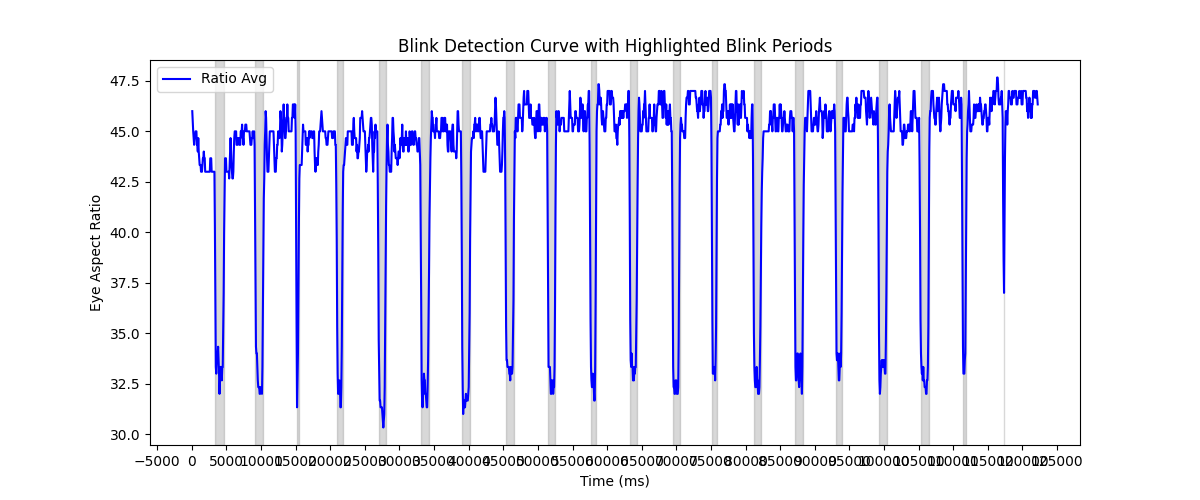 Blink Detection Curve with Highlighted Blink Periods
Ratio Avg
47.5
45.0
42.5
40.0
37.5
35.0
32.5
30.0
Eye Aspect Ratio
−5000 0 5000 10000 15000 20000 25000 30000 35000 40000 45000 50000 55000 60000 65000 70000 75000 80000 85000 90000 95000 100000 105000 110000 115000 120000 125000
Time (ms)